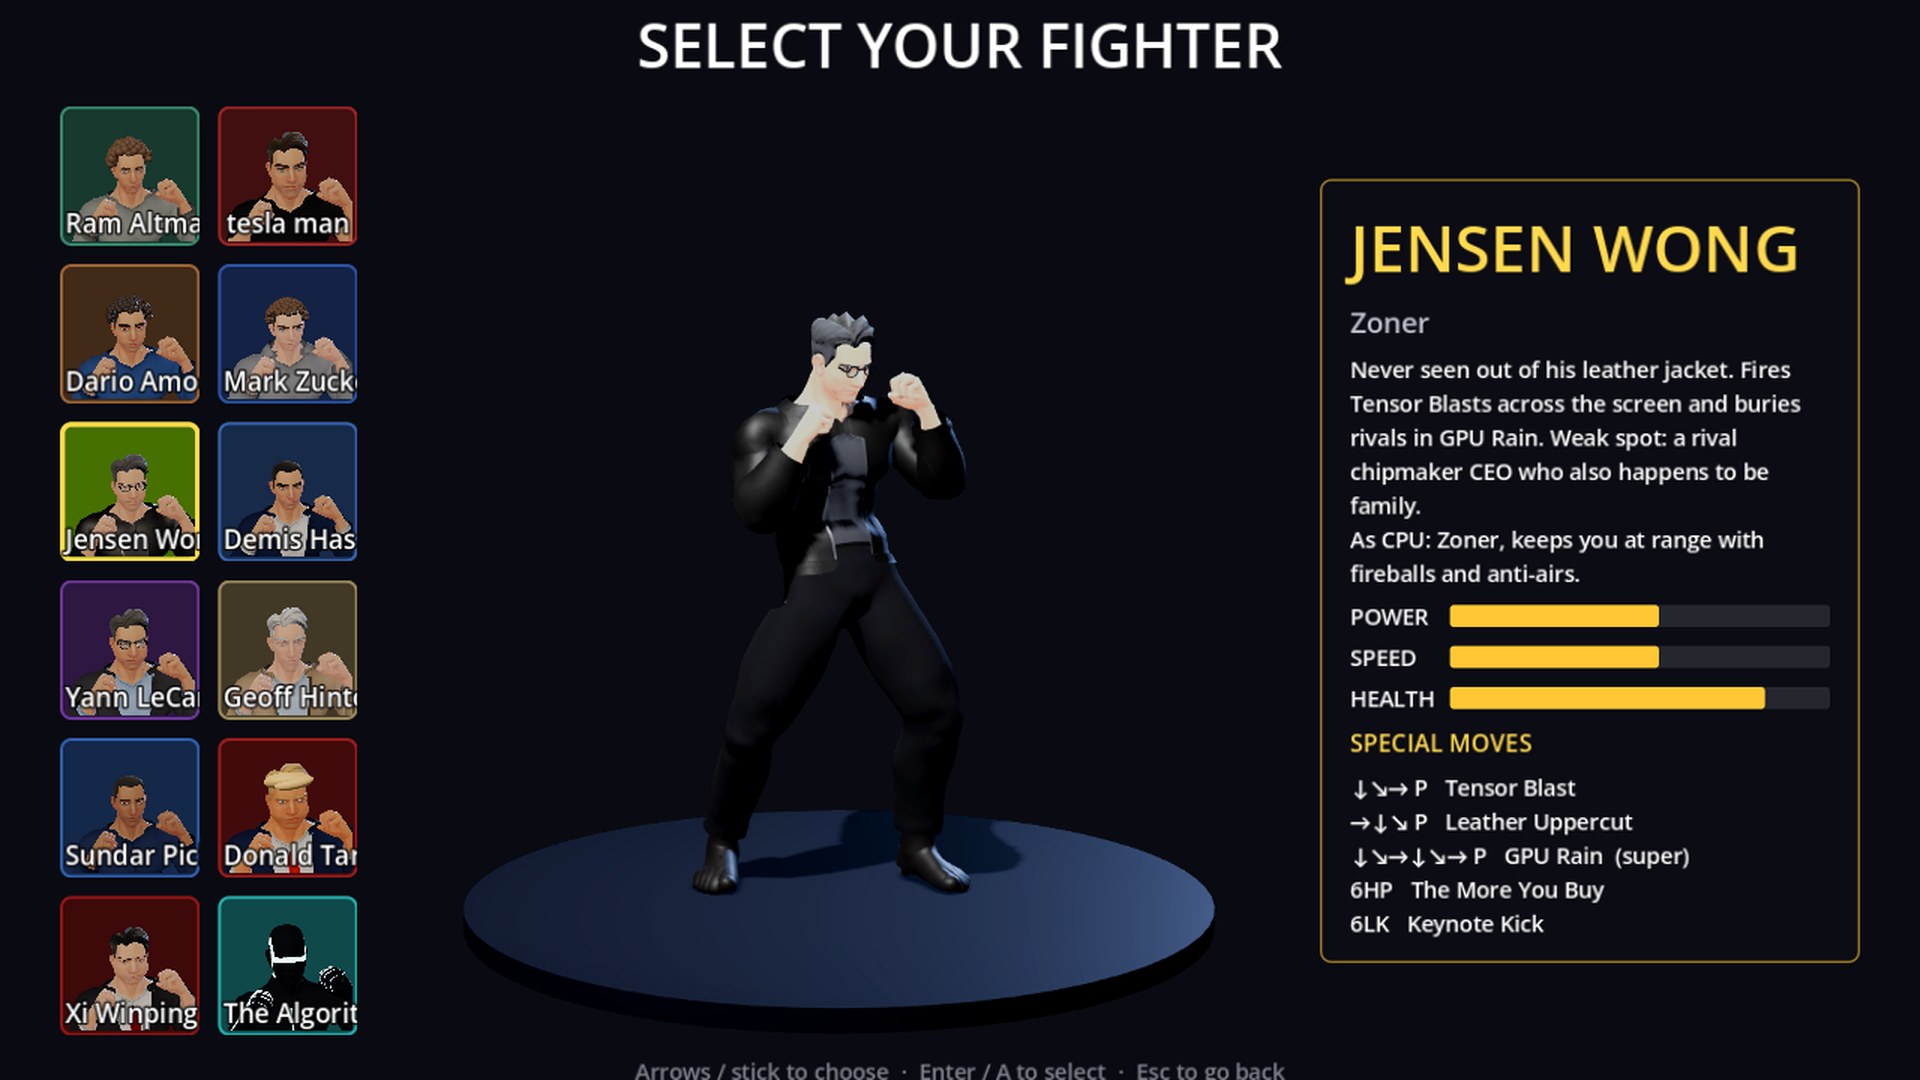 SELECT YOUR FIGHTER
Ram Altma
tesla man
Dario Amo
Mark Zuck
Jensen Wo
Demis Has
Yann LeCa
Geoff Hint
Sundar Pic
Donald Tar
Xi Winping
The Algorit
JENSEN WONG
Zoner
Never seen out of his leather jacket. Fires
Tensor Blasts across the screen and buries
rivals in GPU Rain. Weak spot: a rival
chipmaker CEO who also happens to be
family.
As CPU: Zoner, keeps you at range with
fireballs and anti-airs.
POWER
SPEED
HEALTH
SPECIAL MOVES
↓↘→ P Tensor Blast
→↓↘ P Leather Uppercut
↓↘→↓↘→ P GPU Rain (super)
6HP The More You Buy
6LK Keynote Kick
Arrows / stick to choose · Enter / A to select · Esc to go back